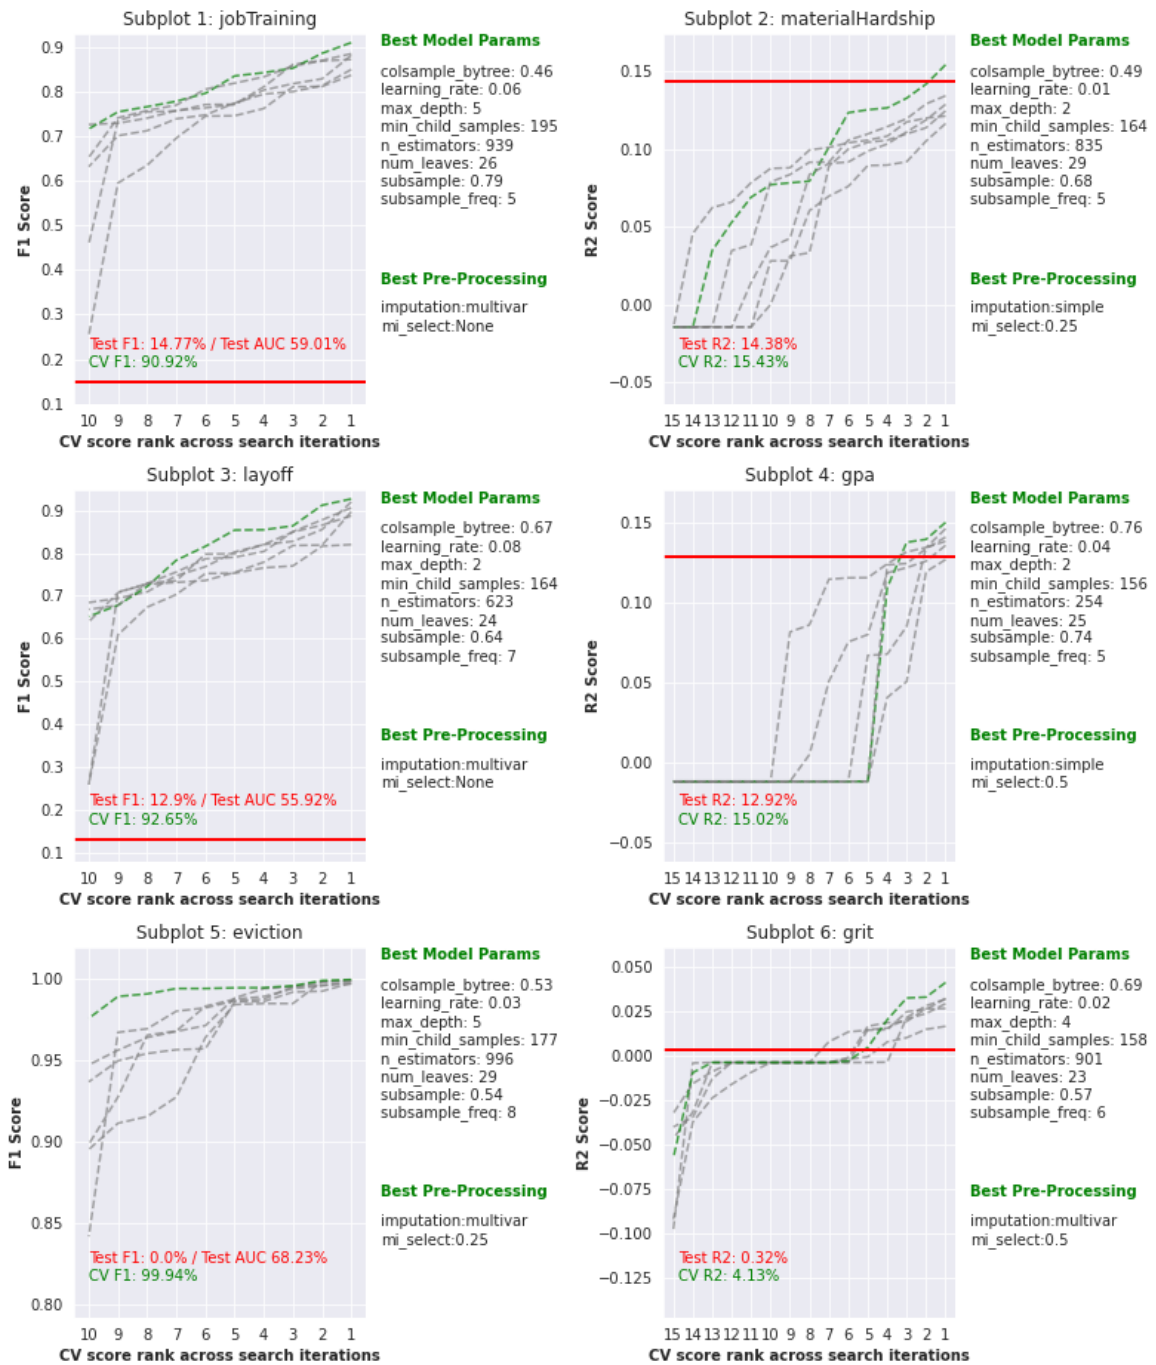 Subplot 1: jobTraining
0.9
0.8
0.7
0.6
0.5
0.4
0.3
0.2
0.1
F1 Score
Test F1: 14.77% / Test AUC 59.01%
CV F1: 90.92%
10 9 8 7 6 5 4 3 2 1
CV score rank across search iterations
Best Model Params
colsample_bytree: 0.46
learning_rate: 0.06
max_depth: 5
min_child_samples: 195
n_estimators: 939
num_leaves: 26
subsample: 0.79
subsample_freq: 5
Best Pre-Processing
imputation:multivar
mi_select:None
Subplot 2: materialHardship
0.15
0.10
0.05
0.00
−0.05
R2 Score
Test R2: 14.38%
CV R2: 15.43%
15 14 13 12 11 10 9 8 7 6 5 4 3 2 1
CV score rank across search iterations
Best Model Params
colsample_bytree: 0.49
learning_rate: 0.01
max_depth: 2
min_child_samples: 164
n_estimators: 835
num_leaves: 29
subsample: 0.68
subsample_freq: 5
Best Pre-Processing
imputation:simple
mi_select:0.25
Subplot 3: layoff
0.9
0.8
0.7
0.6
0.5
0.4
0.3
0.2
0.1
F1 Score
Test F1: 12.9% / Test AUC 55.92%
CV F1: 92.65%
10 9 8 7 6 5 4 3 2 1
CV score rank across search iterations
Best Model Params
colsample_bytree: 0.67
learning_rate: 0.08
max_depth: 2
min_child_samples: 164
n_estimators: 623
num_leaves: 24
subsample: 0.64
subsample_freq: 7
Best Pre-Processing
imputation:multivar
mi_select:None
Subplot 4: gpa
0.15
0.10
0.05
0.00
−0.05
R2 Score
Test R2: 12.92%
CV R2: 15.02%
15 14 13 12 11 10 9 8 7 6 5 4 3 2 1
CV score rank across search iterations
Best Model Params
colsample_bytree: 0.76
learning_rate: 0.04
max_depth: 2
min_child_samples: 156
n_estimators: 254
num_leaves: 25
subsample: 0.74
subsample_freq: 5
Best Pre-Processing
imputation:simple
mi_select:0.5
Subplot 5: eviction
1.00
0.95
0.90
0.85
0.80
F1 Score
Test F1: 0.0% / Test AUC 68.23%
CV F1: 99.94%
10 9 8 7 6 5 4 3 2 1
CV score rank across search iterations
Best Model Params
colsample_bytree: 0.53
learning_rate: 0.03
max_depth: 5
min_child_samples: 177
n_estimators: 996
num_leaves: 29
subsample: 0.54
subsample_freq: 8
Best Pre-Processing
imputation:multivar
mi_select:0.25
Subplot 6: grit
0.050
0.025
0.000
−0.025
−0.050
−0.075
−0.100
−0.125
R2 Score
Test R2: 0.32%
CV R2: 4.13%
15 14 13 12 11 10 9 8 7 6 5 4 3 2 1
CV score rank across search iterations
Best Model Params
colsample_bytree: 0.69
learning_rate: 0.02
max_depth: 4
min_child_samples: 158
n_estimators: 901
num_leaves: 23
subsample: 0.57
subsample_freq: 6
Best Pre-Processing
imputation:multivar
mi_select:0.5